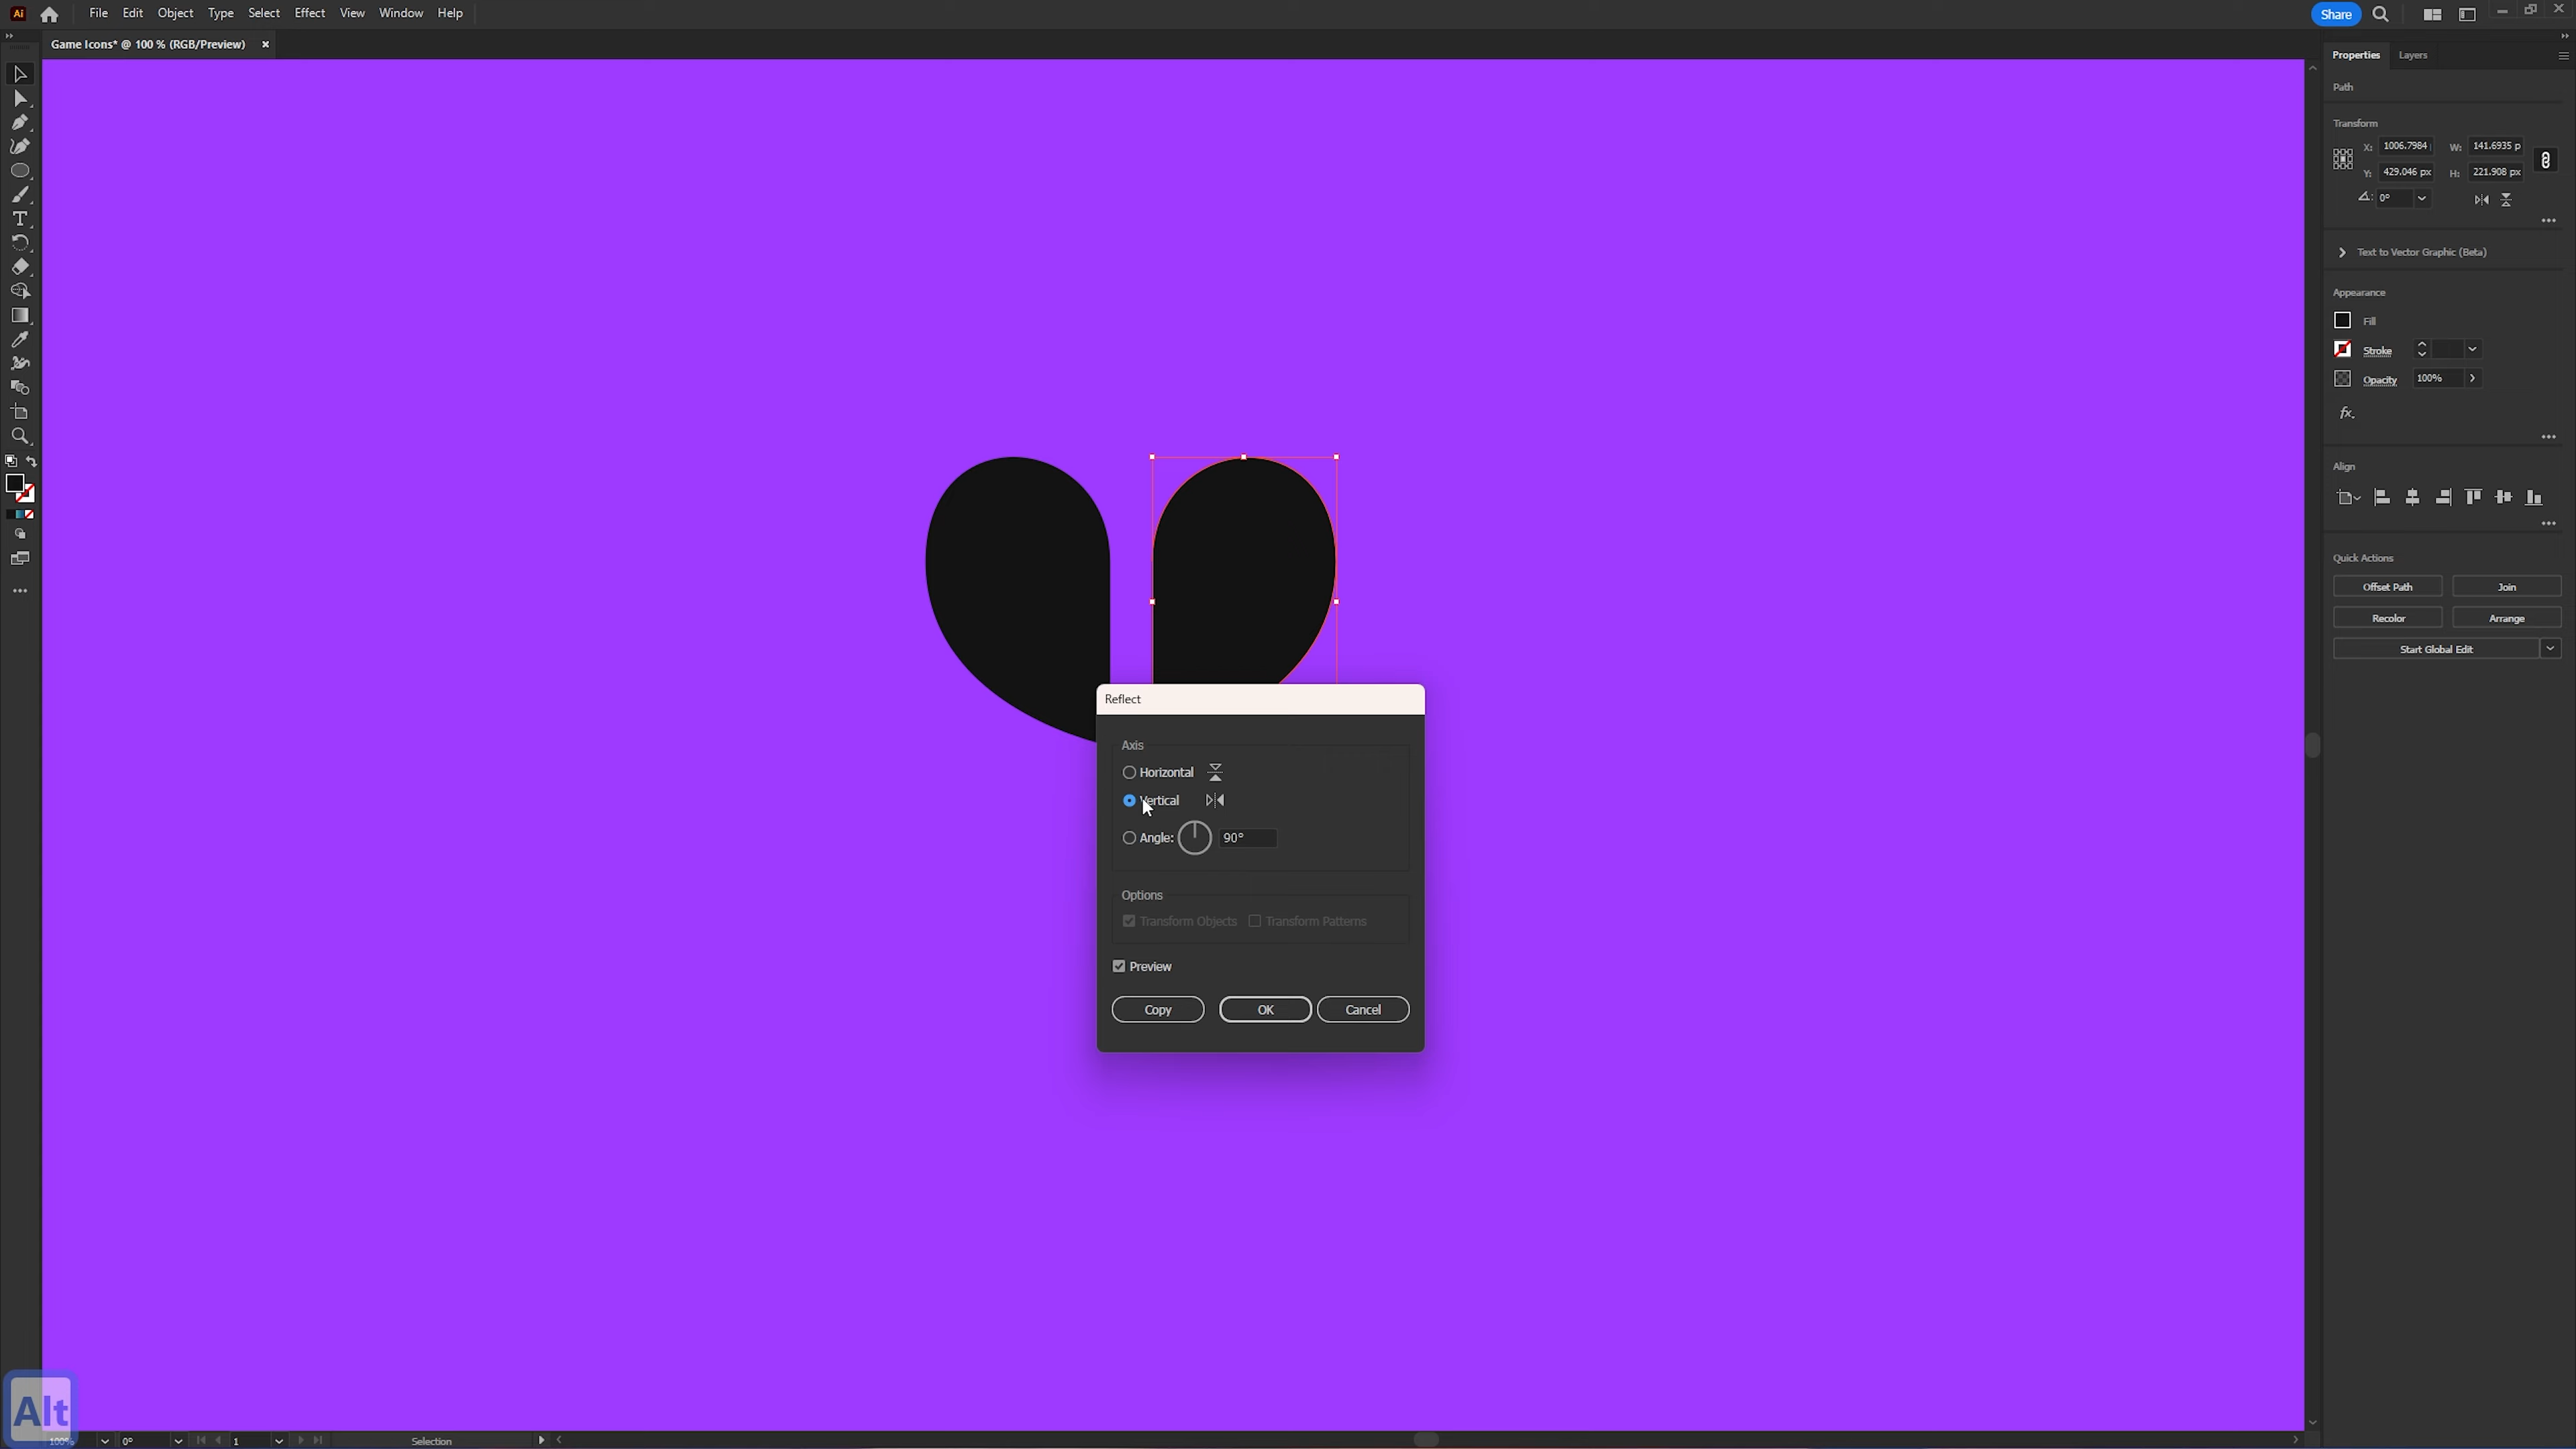 Ai File Edit Object Type Select Effect View Window Help Share
Game Icons* @ 100 % (RGB/Preview) ×
Properties Layers
Path
Transform
X: 1006.7984 W: 141.6935 p
Y: 429.046 px H: 221.908 px
0°
Text to Vector Graphic (Beta)
Appearance
Fill
Stroke
Opacity 100%
fx.
Align
Quick Actions
Offset Path Join
Recolor Arrange
Start Global Edit
Reflect
Axis
Horizontal
Vertical
Angle: 90°
Options
Transform Objects Transform Patterns
Preview
Copy OK Cancel
Alt
100% 0° 1 Selection